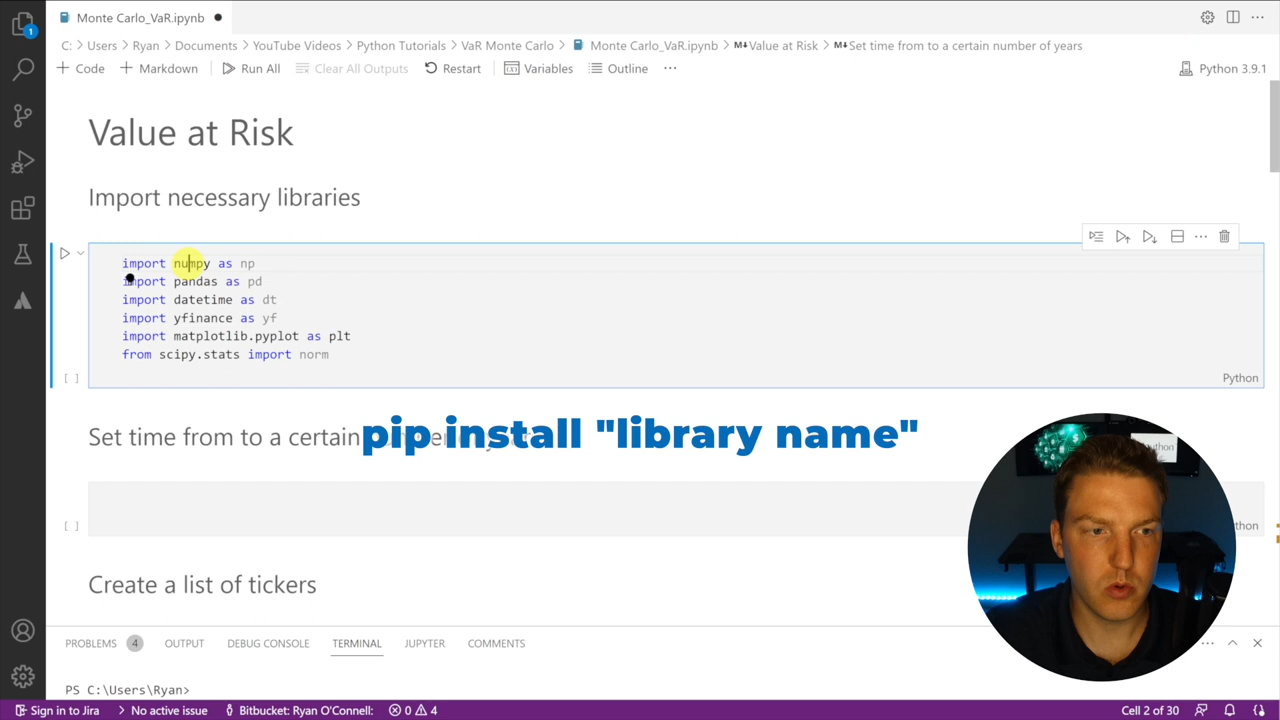 Monte Carlo_VaR.ipynb
C: > Users > Ryan > Documents > YouTube Videos > Python Tutorials > VaR Monte Carlo > Monte Carlo_VaR.ipynb > Value at Risk > Set time from to a certain number of years
+ Code + Markdown Run All Clear All Outputs Restart Variables Outline ... Python 3.9.1
Value at Risk
Import necessary libraries
import numpy as np
import pandas as pd
import datetime as dt
import yfinance as yf
import matplotlib.pyplot as plt
from scipy.stats import norm
[ ]
Python
pip install "library name"
Set time from to a certain
[ ]
Create a list of tickers
PROBLEMS 4 OUTPUT DEBUG CONSOLE TERMINAL JUPYTER COMMENTS
PS C:\Users\Ryan>
Sign in to Jira No active issue Bitbucket: Ryan O'Connell: 0 4 Cell 2 of 30
1